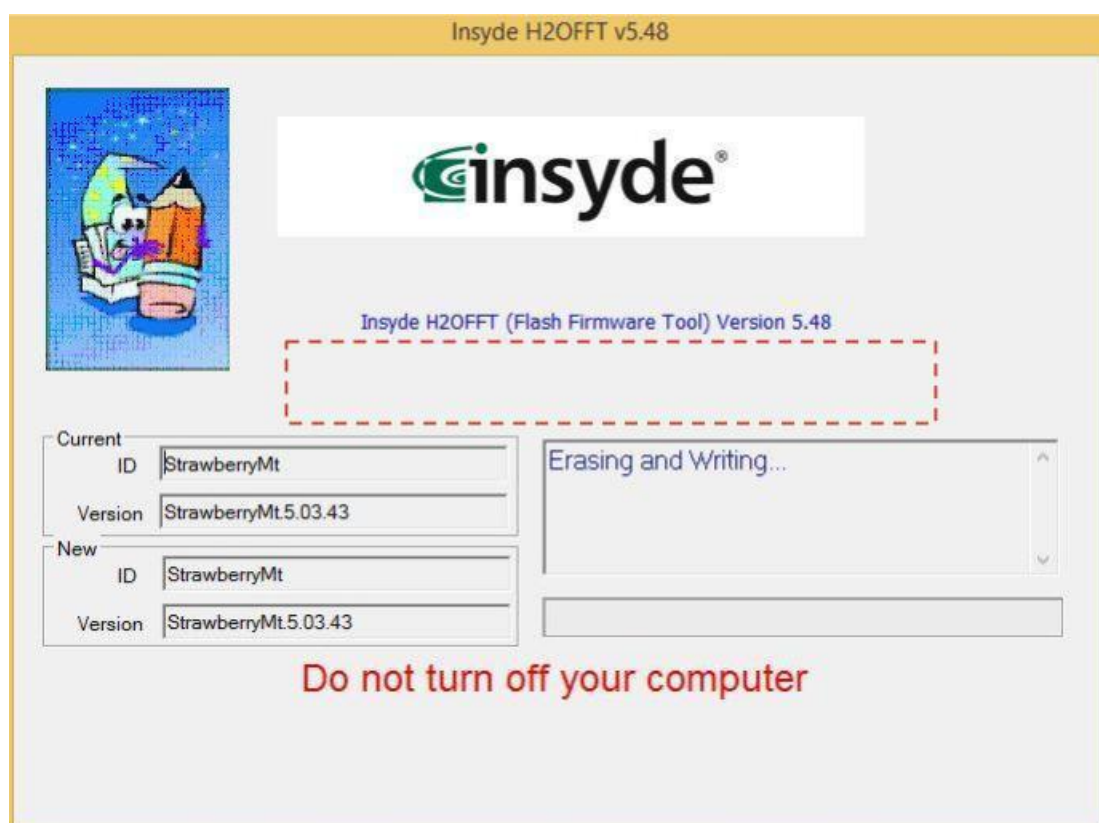 Insyde H2OFFT v5.48
insyde®
Insyde H2OFFT (Flash Firmware Tool) Version 5.48
Current
ID StrawberryMt
Version StrawberryMt.5.03.43
New
ID StrawberryMt
Version StrawberryMt.5.03.43
Erasing and Writing...
Do not turn off your computer